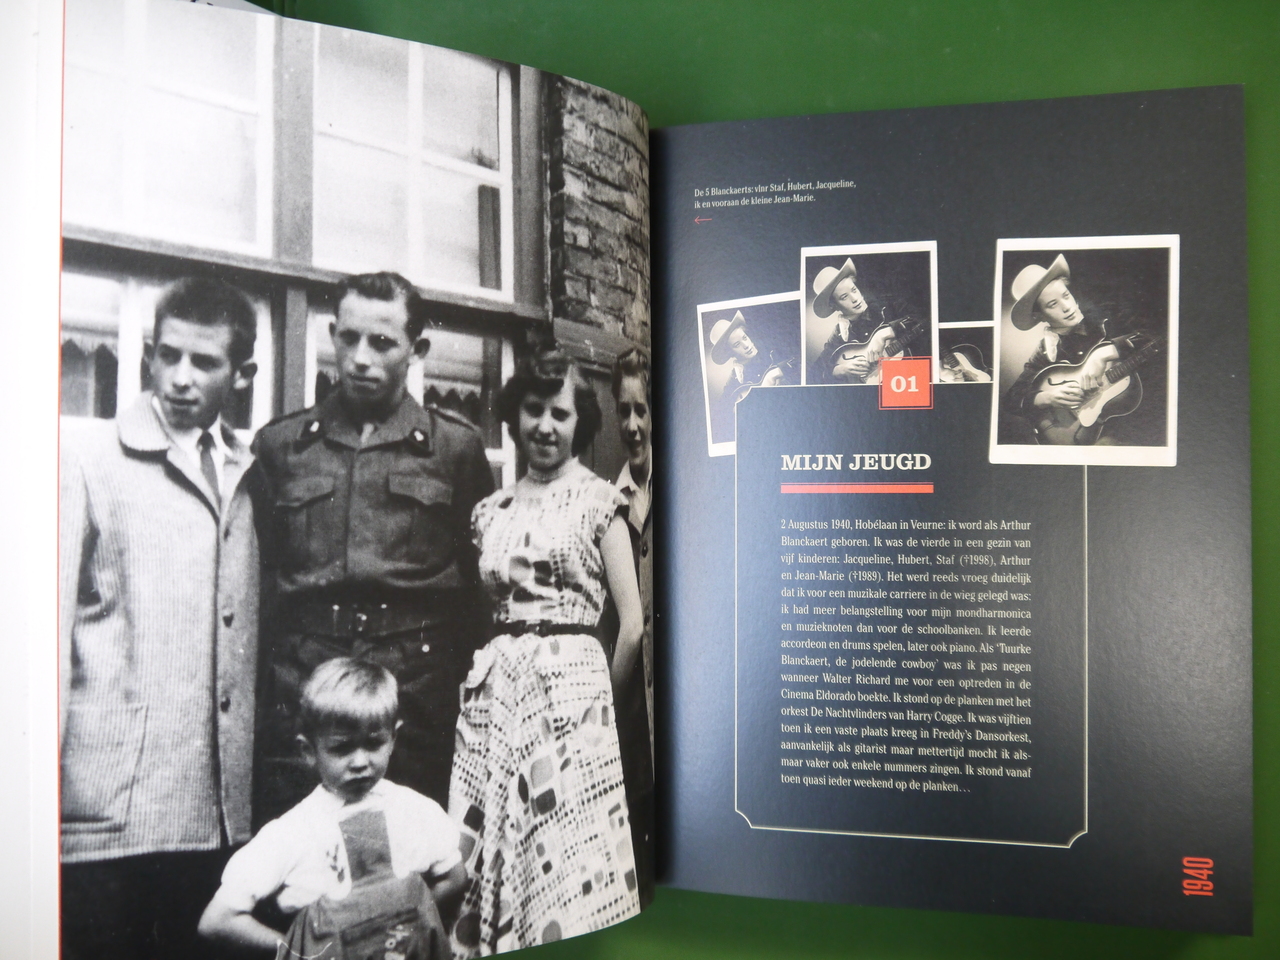 De 5 Blanckaerts: vlnr Staf, Hubert, Jacqueline,
ik en vooraan de kleine Jean-Marie.
01
MIJN JEUGD
2 Augustus 1940, Hobélaan in Veurne: ik word als Arthur
Blanckaert geboren. Ik was de vierde in een gezin van
vijf kinderen: Jacqueline, Hubert, Staf (†1998), Arthur
en Jean-Marie (†1989). Het werd reeds vroeg duidelijk
dat ik voor een muzikale carriere in de wieg gelegd was:
ik had meer belangstelling voor mijn mondharmonica
en muzieknoten dan voor de schoolbanken. Ik leerde
accordeon en drums spelen, later ook piano. Als ‘Tuurke
Blanckaert, de jodelende cowboy’ was ik pas negen
wanneer Walter Richard me voor een optreden in de
Cinema Eldorado boekte. Ik stond op de planken met het
orkest De Nachtvlinders van Harry Cogge. Ik was vijftien
toen ik een vaste plaats kreeg in Freddy’s Dansorkest,
aanvankelijk als gitarist maar mettertijd mocht ik als-
maar vaker ook enkele nummers zingen. Ik stond vanaf
toen quasi ieder weekend op de planken…
1940